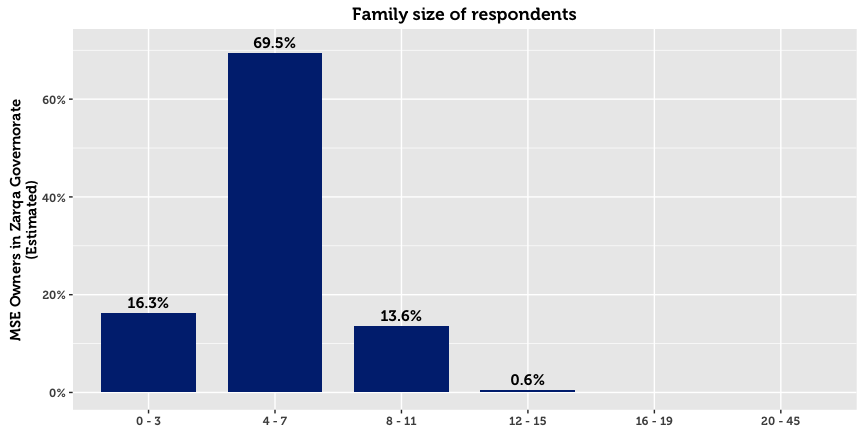 Family size of respondents
MSE Owners in Zarqa Governorate
(Estimated)
60%
40%
20%
0%
16.3%
69.5%
13.6%
0.6%
0 - 3
4 - 7
8 - 11
12 - 15
16 - 19
20 - 45